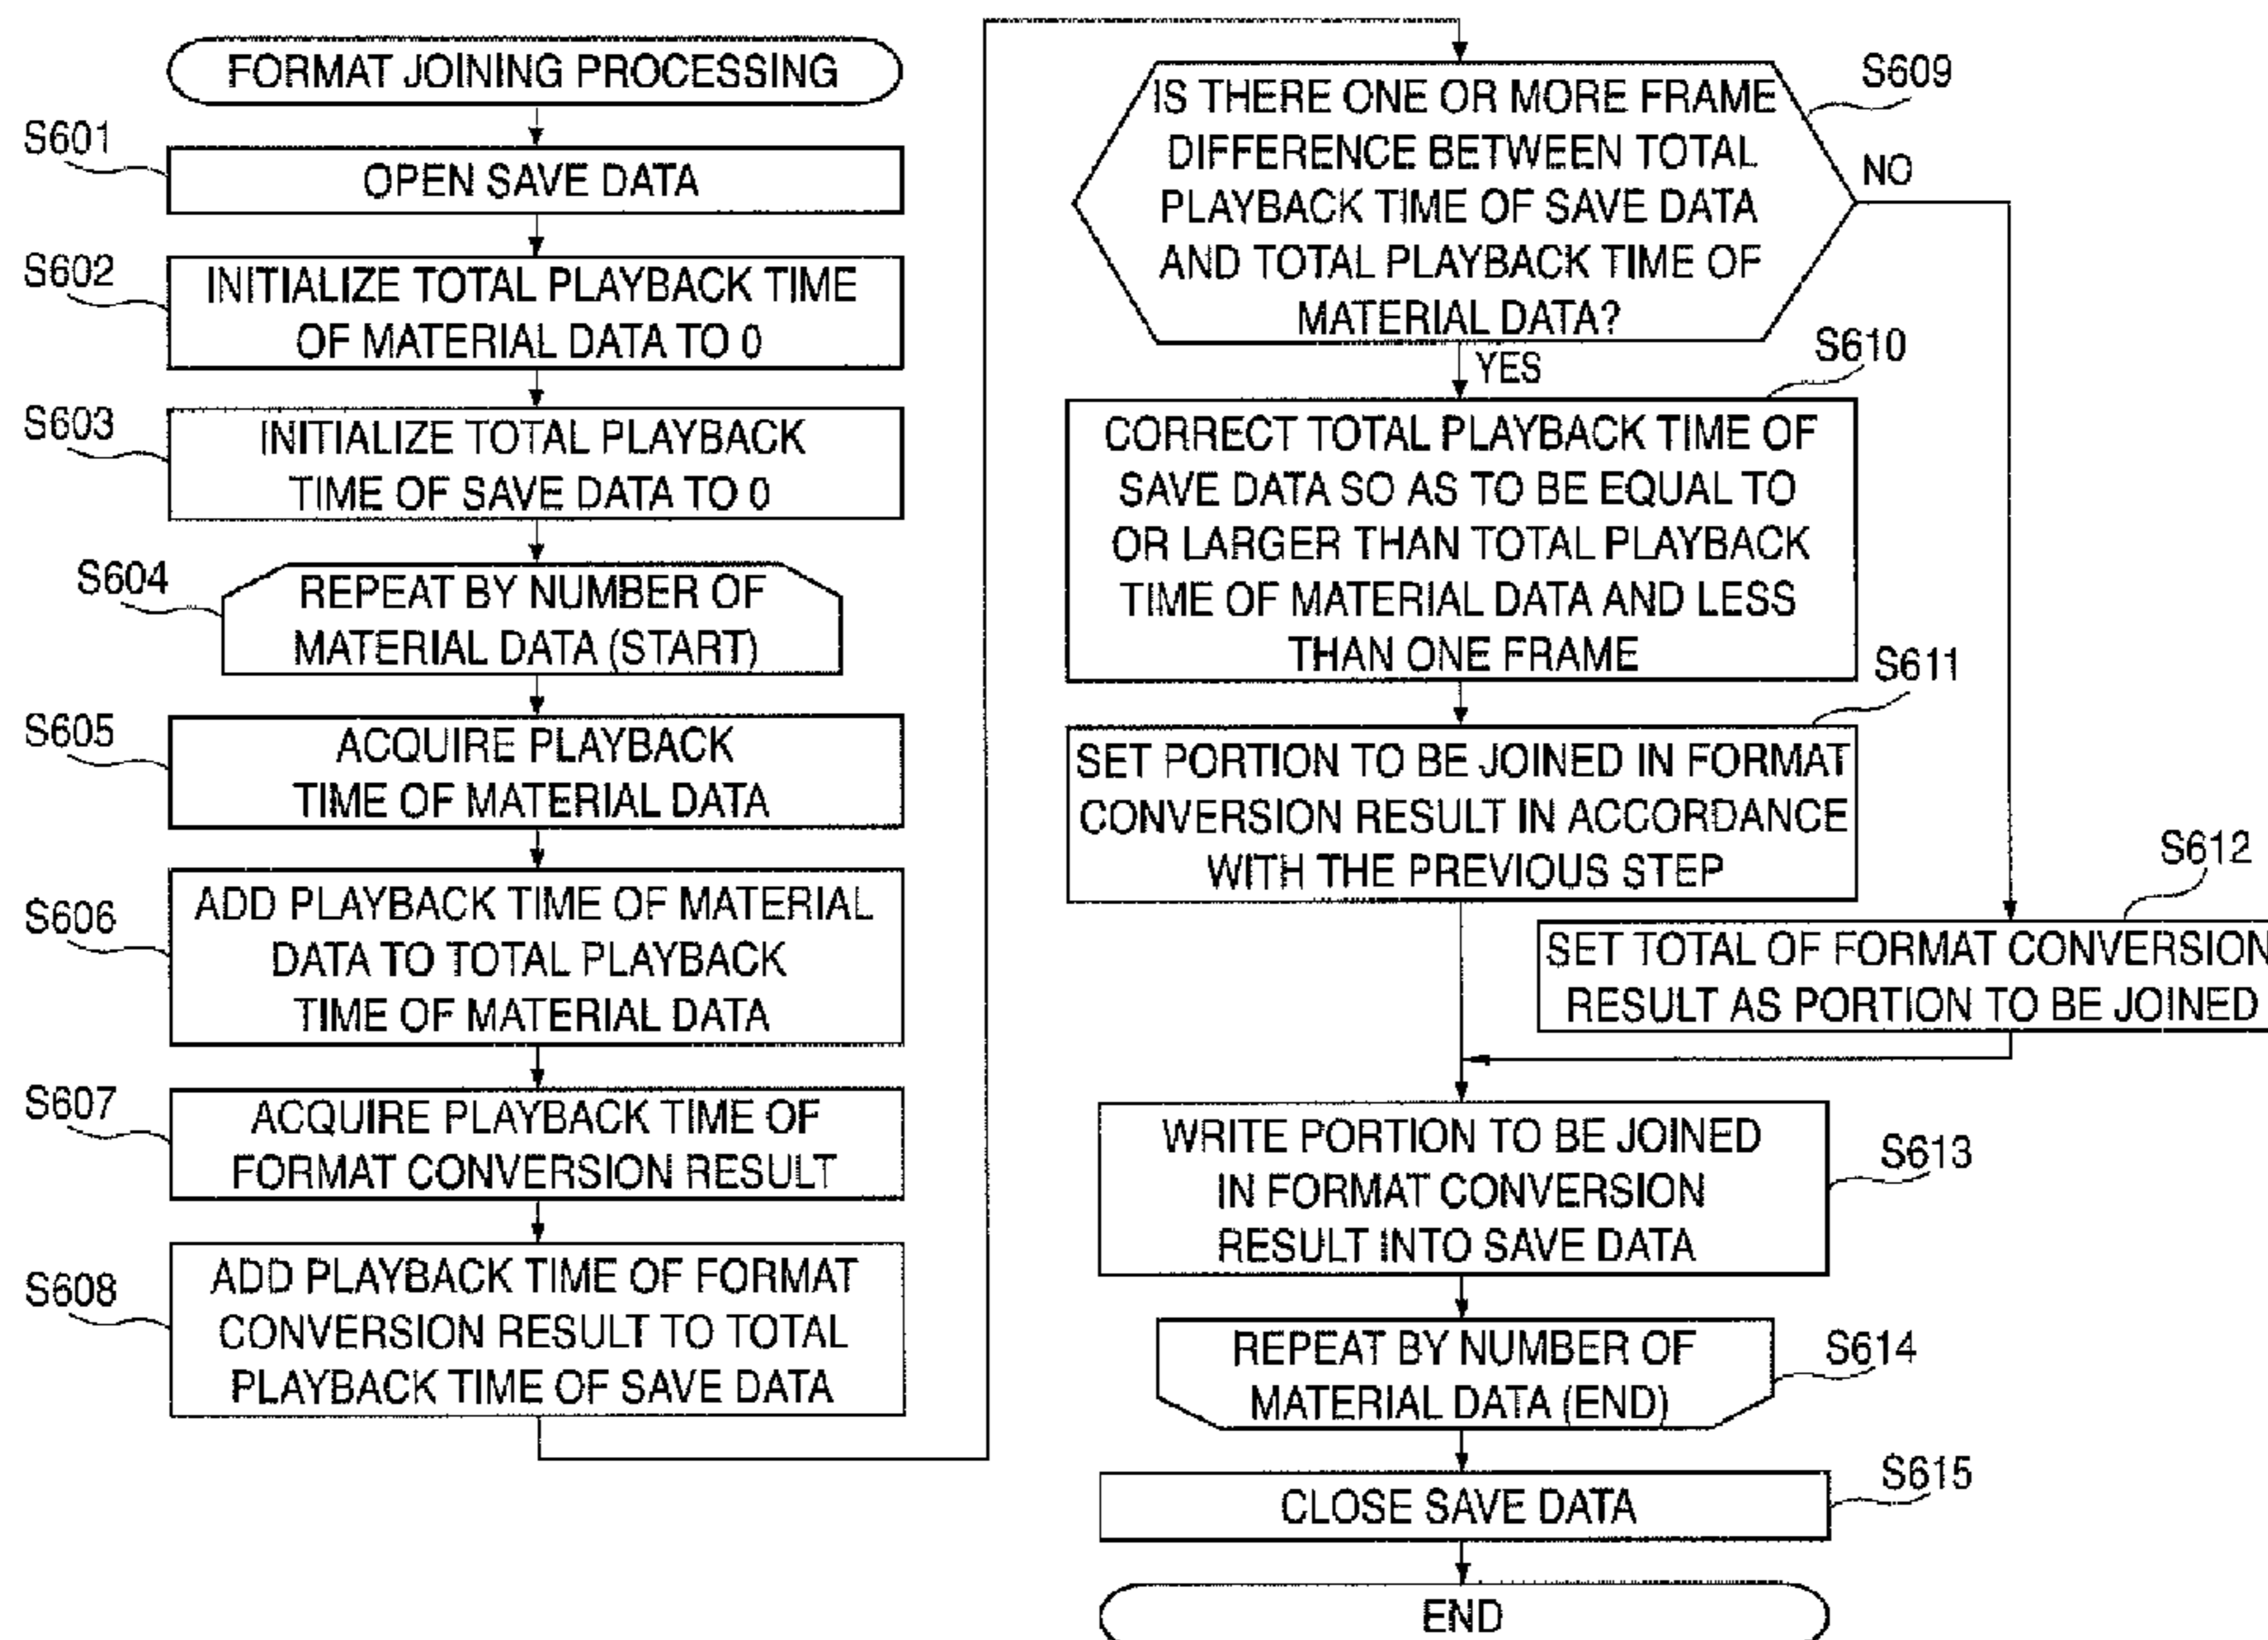 FORMAT JOINING PROCESSING
S601
OPEN SAVE DATA
S602
INITIALIZE TOTAL PLAYBACK TIME
OF MATERIAL DATA TO 0
S603
INITIALIZE TOTAL PLAYBACK
TIME OF SAVE DATA TO 0
S604
REPEAT BY NUMBER OF
MATERIAL DATA (START)
S605
ACQUIRE PLAYBACK
TIME OF MATERIAL DATA
S606
ADD PLAYBACK TIME OF MATERIAL
DATA TO TOTAL PLAYBACK
TIME OF MATERIAL DATA
S607
ACQUIRE PLAYBACK TIME OF
FORMAT CONVERSION RESULT
S608
ADD PLAYBACK TIME OF FORMAT
CONVERSION RESULT TO TOTAL
PLAYBACK TIME OF SAVE DATA
S609
IS THERE ONE OR MORE FRAME
DIFFERENCE BETWEEN TOTAL
PLAYBACK TIME OF SAVE DATA
AND TOTAL PLAYBACK TIME OF
MATERIAL DATA?
NO
YES
S610
CORRECT TOTAL PLAYBACK TIME OF
SAVE DATA SO AS TO BE EQUAL TO
OR LARGER THAN TOTAL PLAYBACK
TIME OF MATERIAL DATA AND LESS
THAN ONE FRAME
S611
SET PORTION TO BE JOINED IN FORMAT
CONVERSION RESULT IN ACCORDANCE
WITH THE PREVIOUS STEP
S612
SET TOTAL OF FORMAT CONVERSION
RESULT AS PORTION TO BE JOINED
S613
WRITE PORTION TO BE JOINED
IN FORMAT CONVERSION
RESULT INTO SAVE DATA
S614
REPEAT BY NUMBER OF
MATERIAL DATA (END)
S615
CLOSE SAVE DATA
END